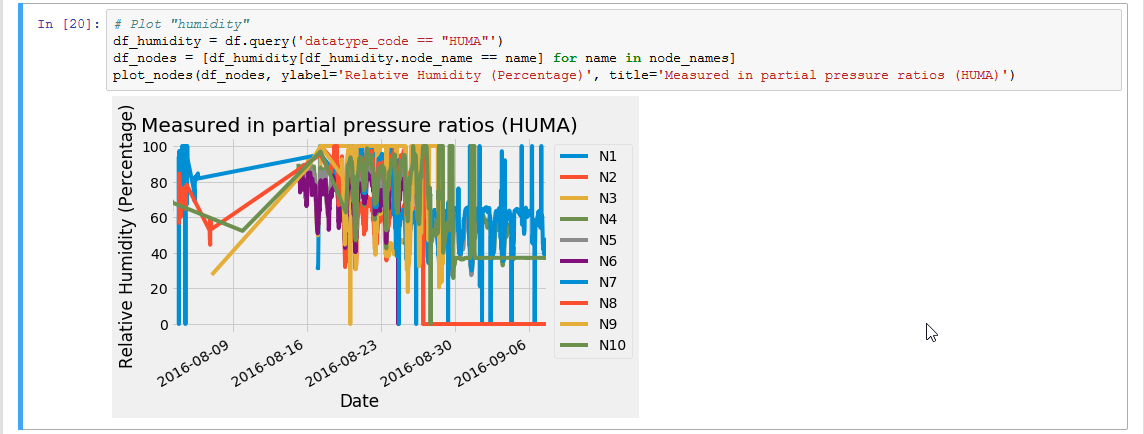 In [20]:
# Plot "humidity"
df_humidity = df.query('datatype_code == "HUMA"')
df_nodes = [df_humidity[df_humidity.node_name == name] for name in node_names]
plot_nodes(df_nodes, ylabel='Relative Humidity (Percentage)', title='Measured in partial pressure ratios (HUMA)')
Measured in partial pressure ratios (HUMA)
Relative Humidity (Percentage)
100
80
60
40
20
0
2016-08-09
2016-08-16
2016-08-23
2016-08-30
2016-09-06
Date
N1
N2
N3
N4
N5
N6
N7
N8
N9
N10